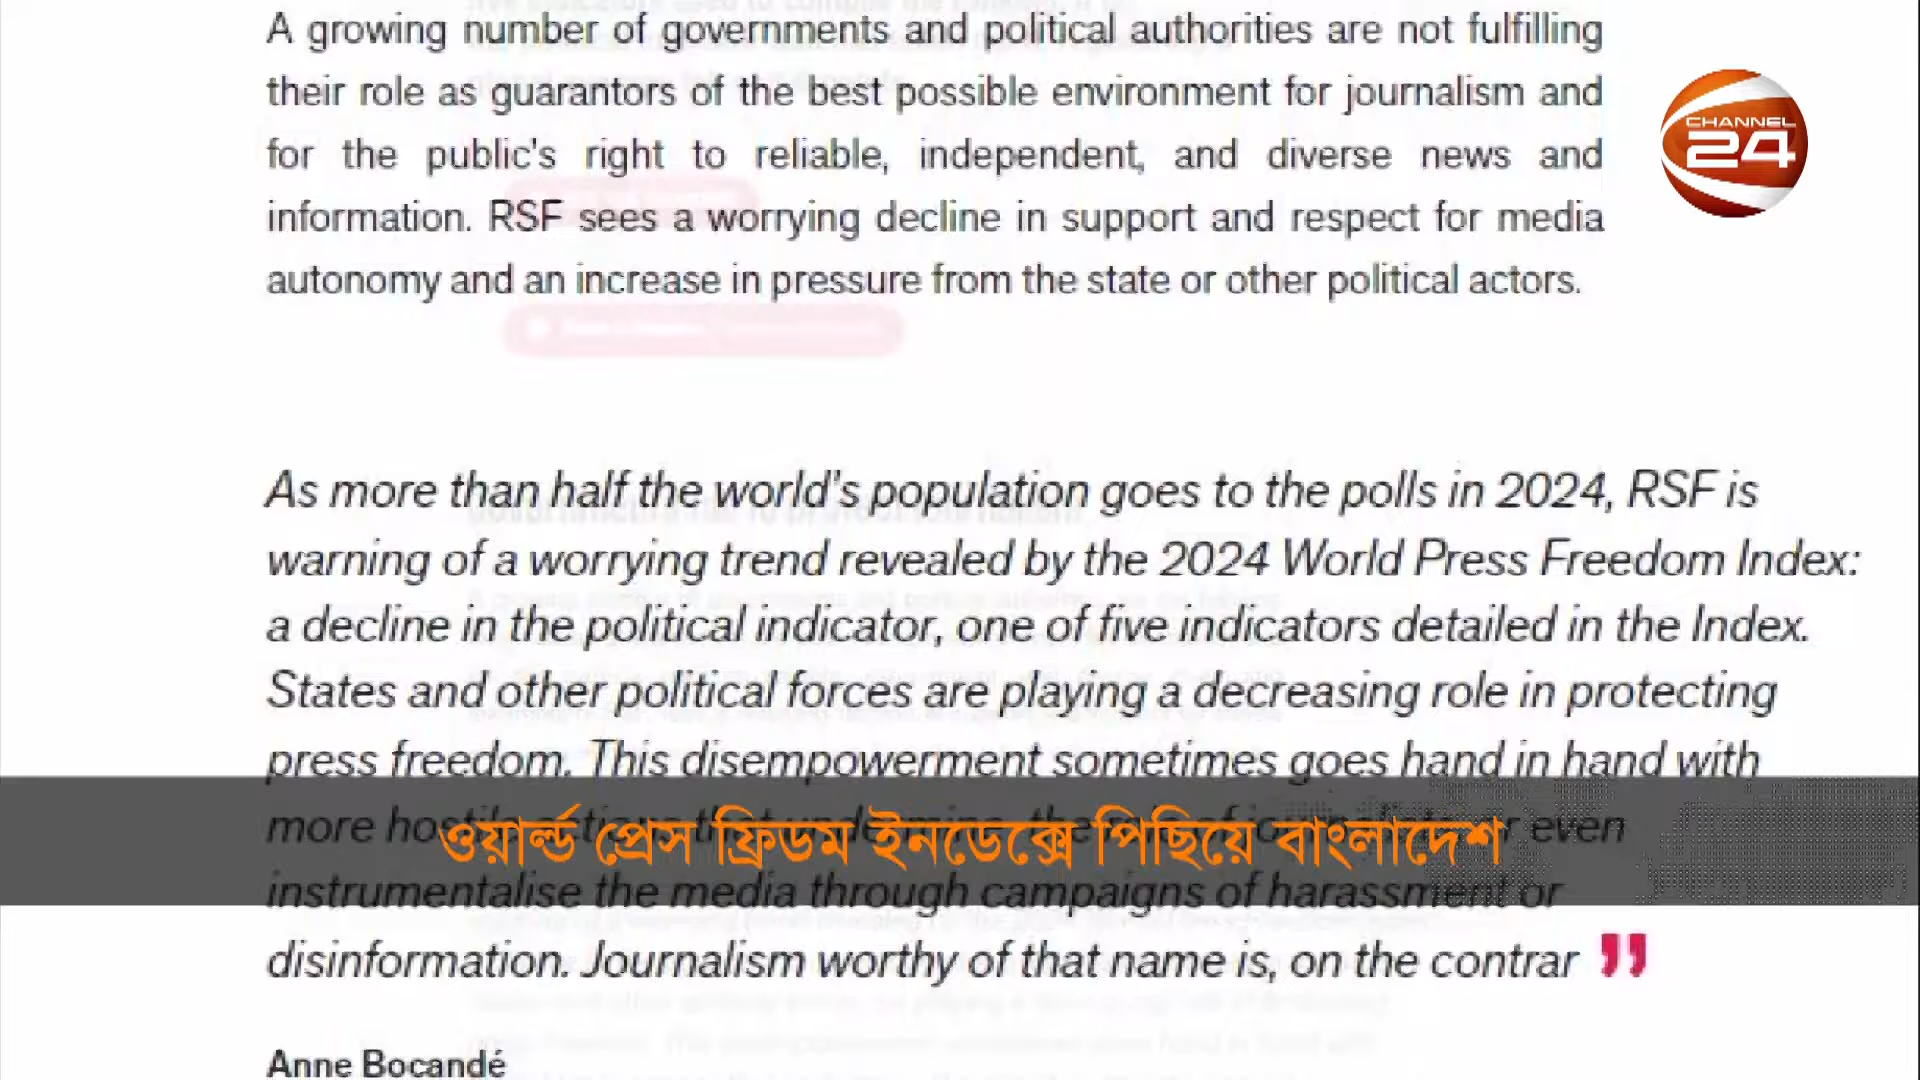 A growing number of governments and political authorities are not fulfilling
their role as guarantors of the best possible environment for journalism and
for the public's right to reliable, independent, and diverse news and
information. RSF sees a worrying decline in support and respect for media
autonomy and an increase in pressure from the state or other political actors.
CHANNEL
24
As more than half the world's population goes to the polls in 2024, RSF is
warning of a worrying trend revealed by the 2024 World Press Freedom Index:
a decline in the political indicator, one of five indicators detailed in the Index.
States and other political forces are playing a decreasing role in protecting
press freedom. This disempowerment sometimes goes hand in hand with
more even
ওয়ার্ল্ড প্রেস ফ্রিডম ইনডেক্সে পিছিয়ে বাংলাদেশ
instrumentalise the media through campaigns of harassment or
disinformation. Journalism worthy of that name is, on the contrar ”
Anne Bocandé